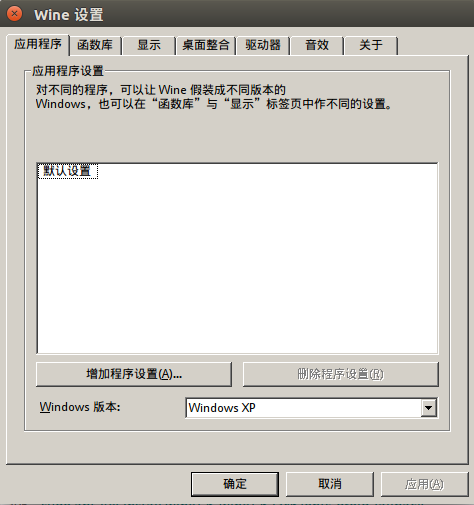 Wine 设置
应用程序 函数库 显示 桌面整合 驱动器 音效 关于
应用程序设置
对不同的程序，可以让 Wine 假装成不同版本的
Windows，也可以在“函数库”与“显示”标签页中作不同的设置。
默认设置
增加程序设置(A)... 删除程序设置(R)
Windows 版本: Windows XP
确定 取消 应用(A)